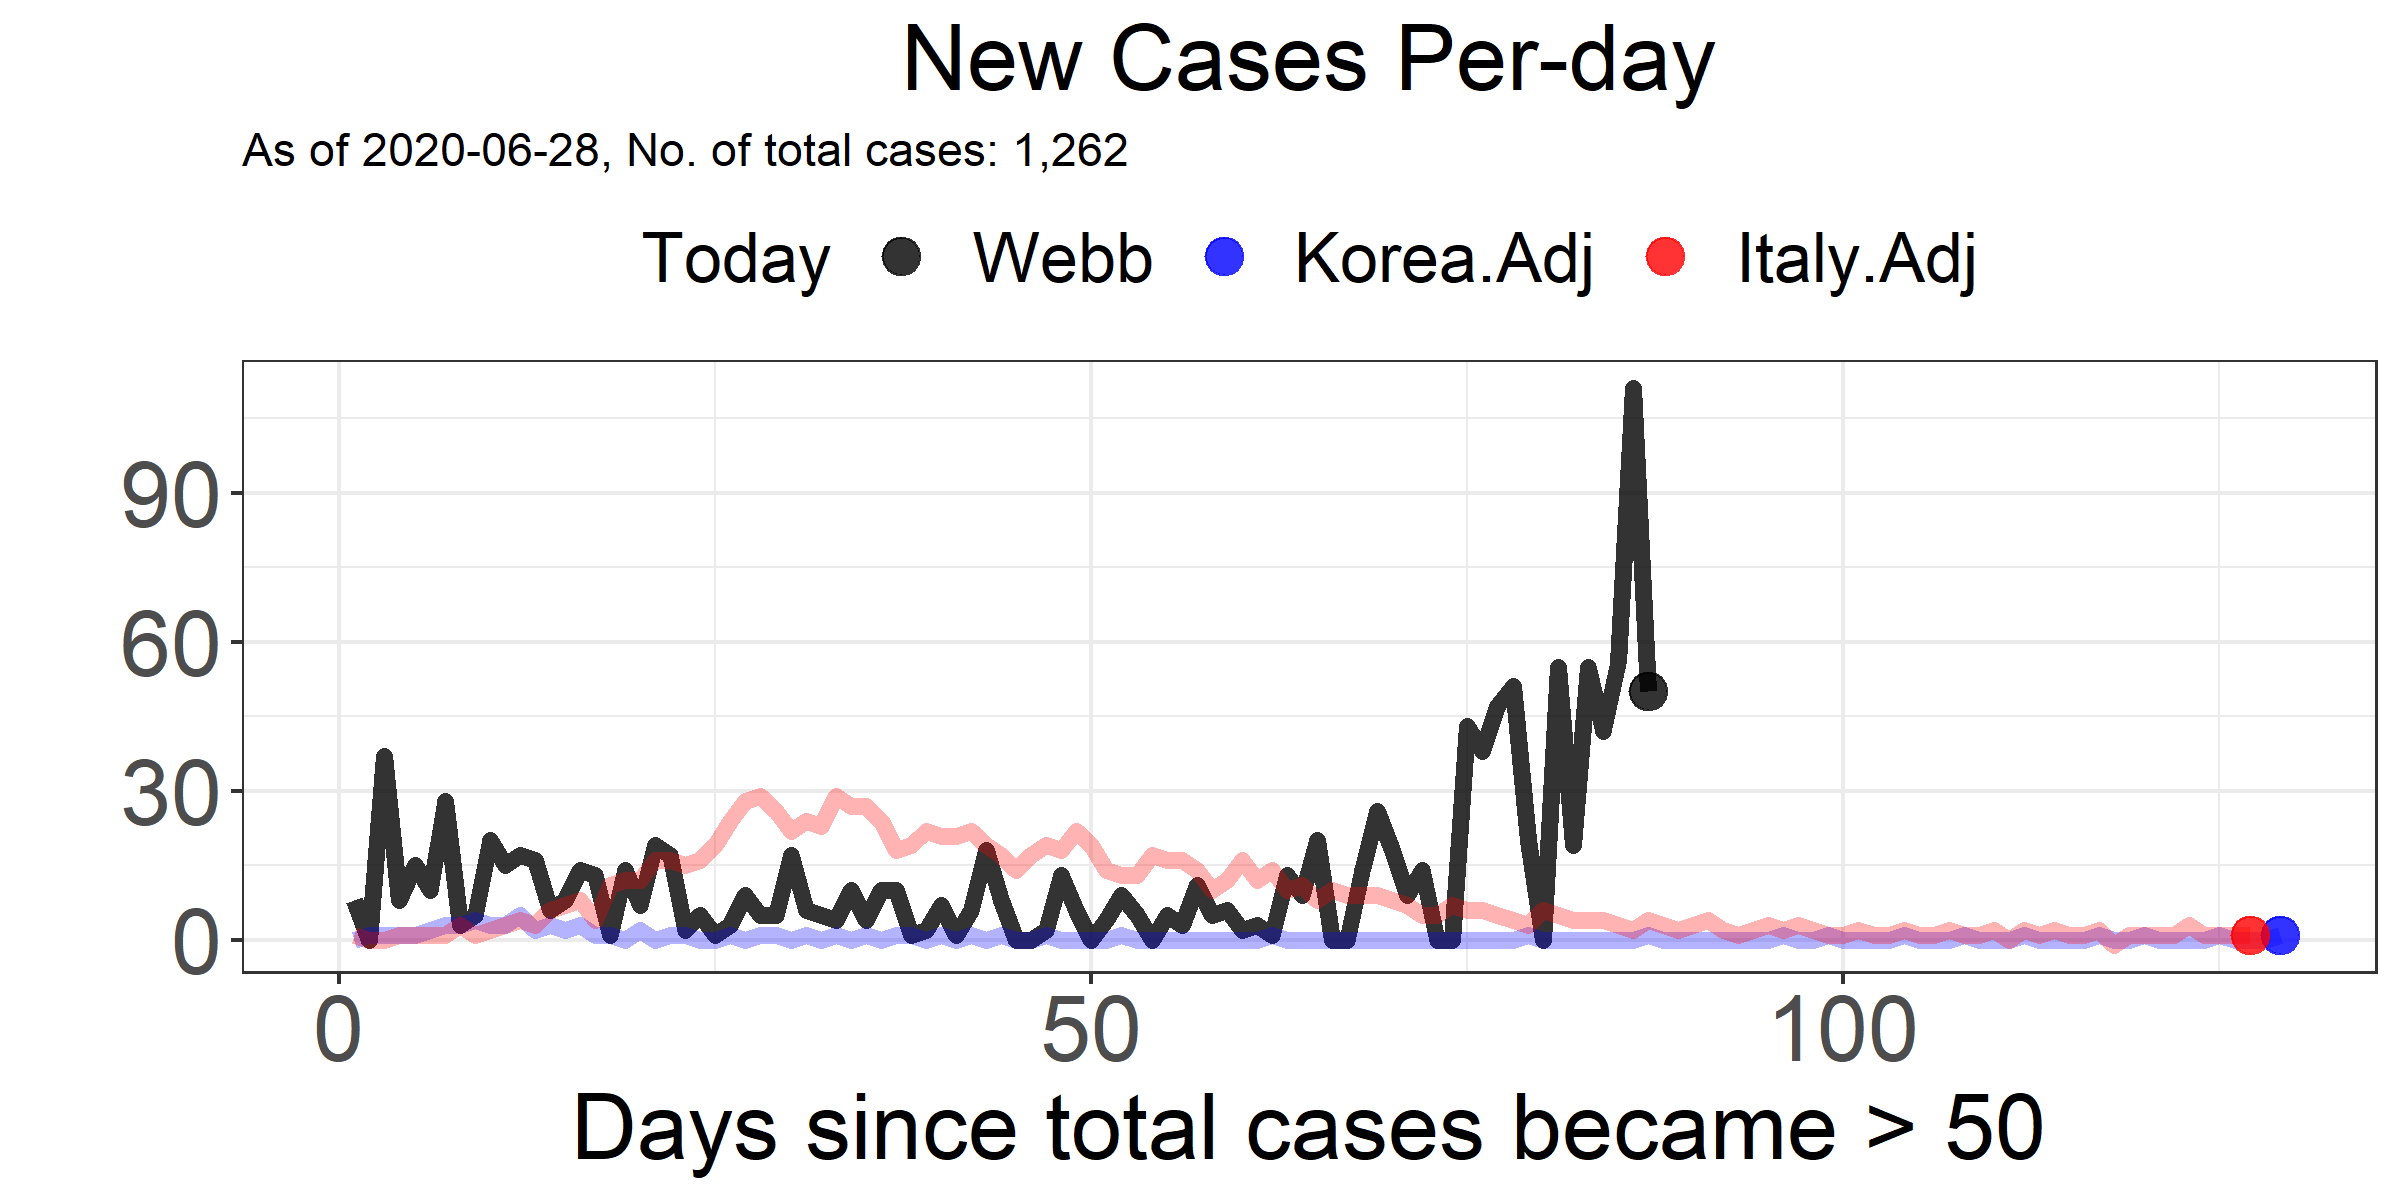 New Cases Per-day
As of 2020-06-28, No. of total cases: 1,262
Today Webb Korea.Adj Italy.Adj
90
60
30
0
0 50 100
Days since total cases became > 50